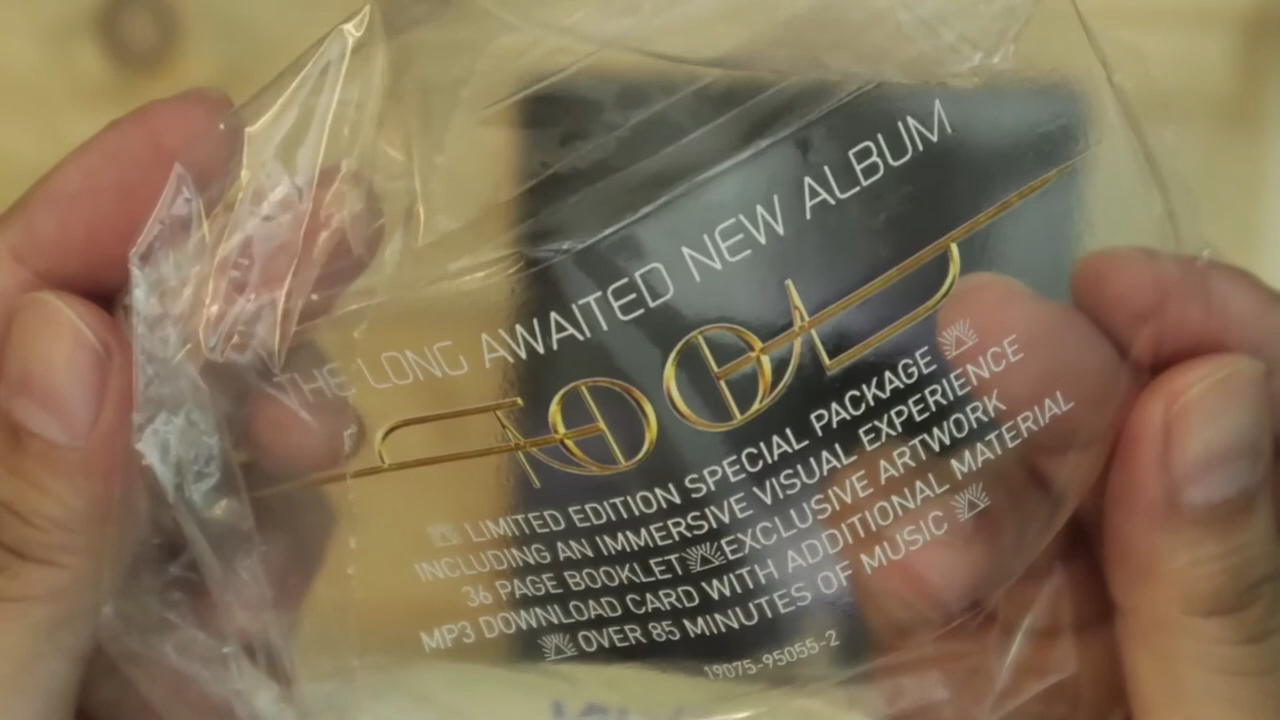 THE LONG AWAITED NEW ALBUM
TOOL
LIMITED EDITION SPECIAL PACKAGE
INCLUDING AN IMMERSIVE VISUAL EXPERIENCE
36 PAGE BOOKLET EXCLUSIVE ARTWORK
MP3 DOWNLOAD CARD WITH ADDITIONAL MATERIAL
OVER 85 MINUTES OF MUSIC
19075-95055-2